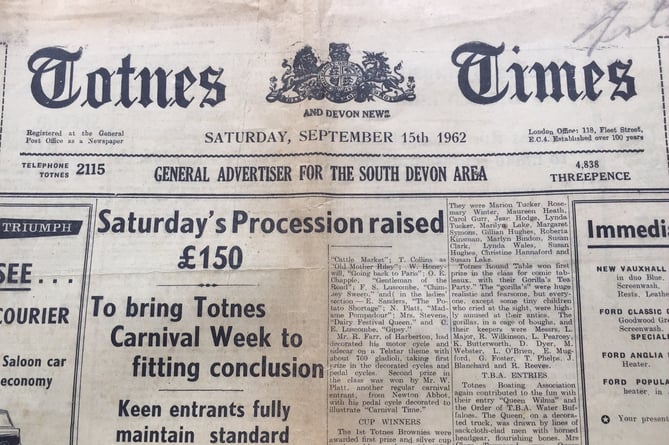 Totnes Times
AND DEVON NEWS
Registered at the General
Post Office as a Newspaper
SATURDAY, SEPTEMBER 15th 1962
London Office: 118, Fleet Street,
E.C.4. Established over 100 years
TELEPHONE
TOTNES 2115
GENERAL ADVERTISER FOR THE SOUTH DEVON AREA
4,838
THREEPENCE
TRIUMPH
SEE...
COURIER
Saloon car
economy
Saturday's Procession raised
£150
To bring Totnes
Carnival Week to
fitting conclusion
Keen entrants fully
maintain standard
"Cattle Market"; T. Collins as
"Old Mother Riley"; W. Honey-
will, "Going back to Paris"; O. E.
Chapple, "Gentleman of the
Road"; F. S. Luscombe, "Chim-
ney Sweep," and (in the ladies'
section — E. Sanders, "The Po-
tato Shortage"; N. Platt, "Ma-
dame Pompadour"; Mrs. Stevens,
"Dairy Festival Queen," and C.
E. Luscombe, "Gipsy."
Mr. R. Farr, of Harberton, had
decorated his motor cycle and
sidecar on a Telstar theme with
about 700 gladioli, taking first
prize in the decorated cycles and
pedal cycles. Second prize in
the class was won by Mr. W.
Platt, another regular carnival
entrant, from Newton Abbot,
with his pedal cycle decorated to
illustrate "Carnival Time."
CUP WINNERS
The 1st Totnes Brownies were
awarded first prize and silver cup
They were Marion Tucker, Rose-
mary Winter, Maureen Heath,
Carol Gurr, Jean Hodge, Lynda
Tucker, Marilyn Lake, Margaret
Symons, Gillian Hughes, Roberta
Kinsman, Marlyn Bindon, Susan
Clark, Lynda Wales, Susan
Hughes, Christine Hannaford and
Susan Lake.
Totnes Round Table won first
prize in the class for comic tab-
leaux, with their "Gorilla's Tea
Party." The "gorilla's" were huge,
realistic and fearsome, but every-
one, except some tiny children
who cried at the sight, were high-
ly amused at their antics. The
gorillas, in a cage of boughs, and
their keepers were Messrs. L.
Major, R. Wilkinson, L. Pearcey,
K. Butterworth, D. Dyer, M.
Webster, L. O'Brien, E. Mug-
ford, G. Foster, T. Phelps, J.
Blanchard and R. Reeves.
T.B.A. ENTRIES
Totnes Boating Association
again contributed to the fun with
their entry "Queen Wilma" and
the Order of T.B.A. Water Buf-
faloes. The Queen, on a decora-
ted truck, was drawn by lines of
sackcloth-clad men with horned
headgear, flourishing bones. Mr.
Immedi
NEW VAUXHALL
in duo Blue.
Screenwash,
Rests, Leathe
FORD CLASSIC
Goodwood Gre
Screenwash.
SPECIAL
FORD ANGLIA
Heater
FORD POPULA
heater, in
Your presen